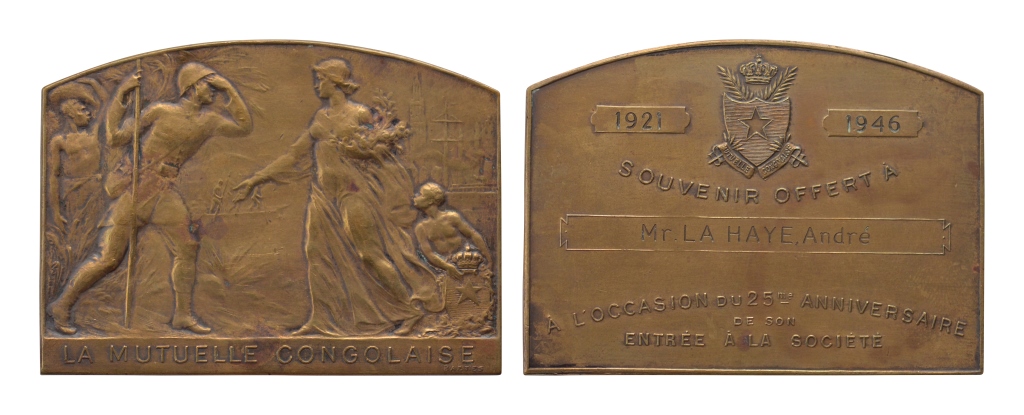 LA MUTUELLE CONGOLAISE
1921 1946
SOUVENIR OFFERT À
Mr. LA HAYE, André
A L'OCCASION DU 25me ANNIVERSAIRE
DE SON
ENTRÉE À LA SOCIÉTÉ